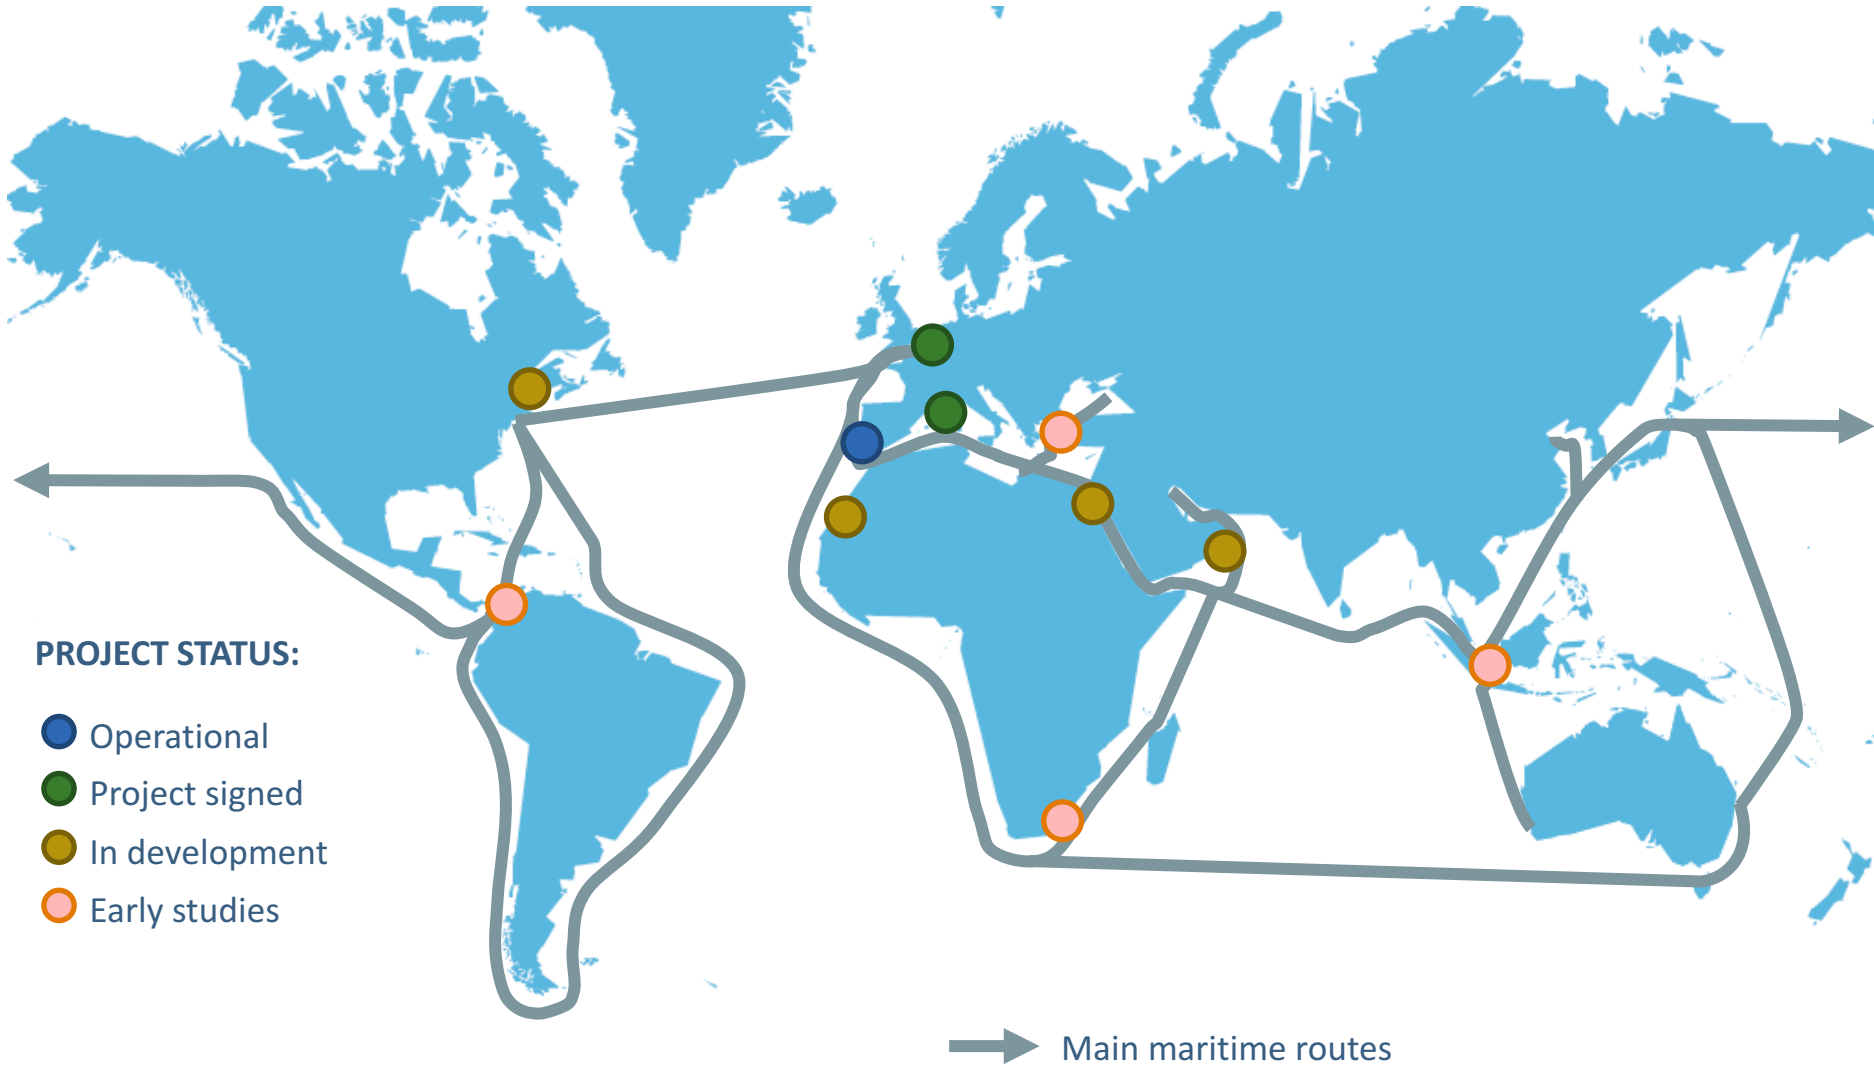 PROJECT STATUS:
Operational
Project signed
In development
Early studies
Main maritime routes